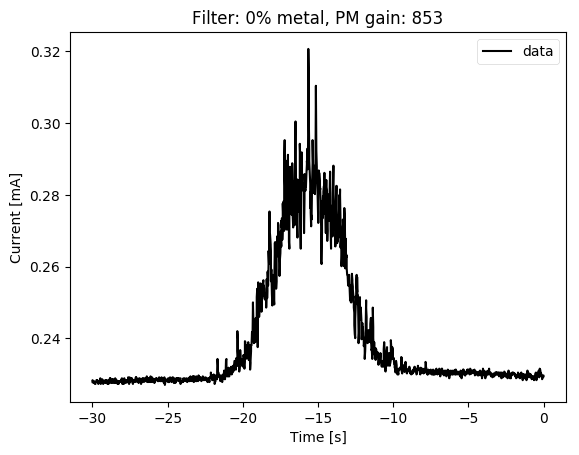 Filter: 0% metal, PM gain: 853
data
Current [mA]
0.32
0.30
0.28
0.26
0.24
−30 −25 −20 −15 −10 −5 0
Time [s]